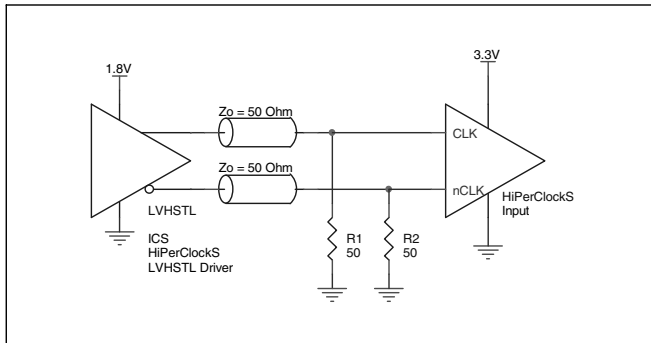 1.8V
3.3V
Zo = 50 Ohm
CLK
Zo = 50 Ohm
nCLK
HiPerClockS
Input
LVHSTL
ICS
HiPerClockS
LVHSTL Driver
R1
50
R2
50